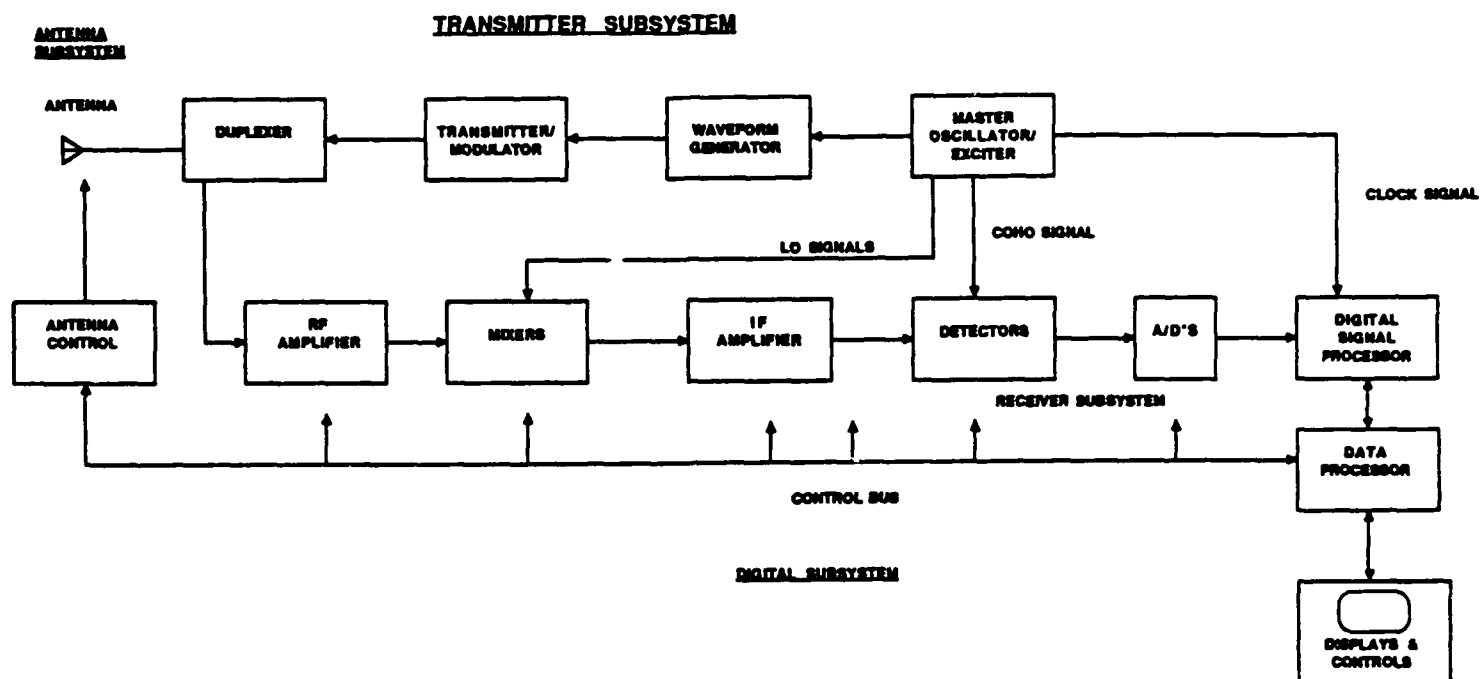 TRANSMITTER SUBSYSTEM
ANTENNA
SUBSYSTEM
ANTENNA
DUPLEXER
TRANSMITTER/
MODULATOR
WAVEFORM
GENERATOR
MASTER
OSCILLATOR/
EXCITER
CLOCK SIGNAL
COHO SIGNAL
LO SIGNALS
ANTENNA
CONTROL
RF
AMPLIFIER
MIXERS
IF
AMPLIFIER
DETECTORS
A/D'S
DIGITAL
SIGNAL
PROCESSOR
RECEIVER SUBSYSTEM
DATA
PROCESSOR
CONTROL BUS
DIGITAL SUBSYSTEM
DISPLAYS &
CONTROLS